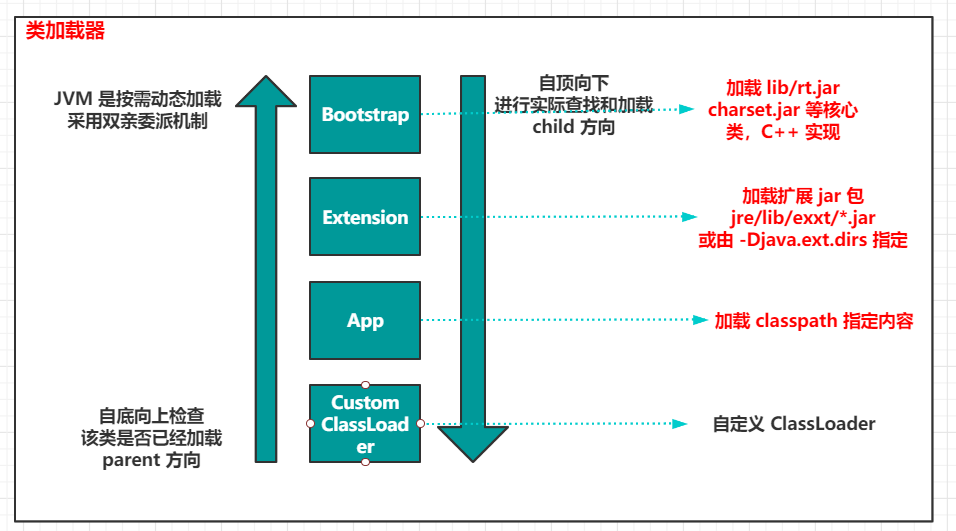 类加载器
JVM 是按需动态加载
采用双亲委派机制
自底向上检查
该类是否已经加载
parent 方向
Bootstrap
Extension
App
Custom
ClassLoad
er
自顶向下
进行实际查找和加载
child 方向
加载 lib/rt.jar
charset.jar 等核心
类，C++ 实现
加载扩展 jar 包
jre/lib/exxt/*.jar
或由 -Djava.ext.dirs 指定
加载 classpath 指定内容
自定义 ClassLoader